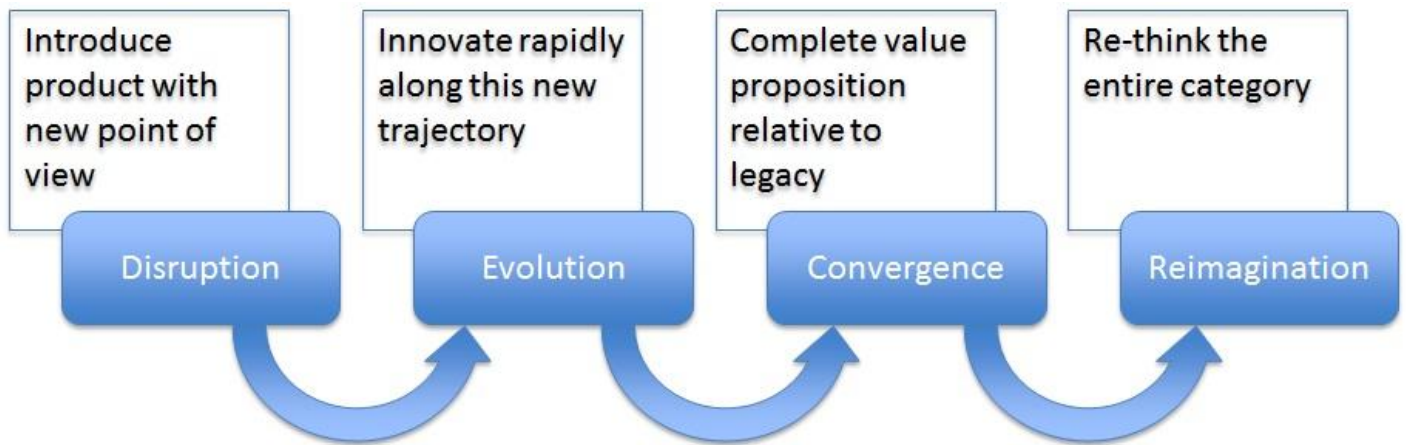 Introduce
product with
new point of
view
Disruption
Innovate rapidly
along this new
trajectory
Evolution
Complete value
proposition
relative to
legacy
Convergence
Re-think the
entire category
Reimagination